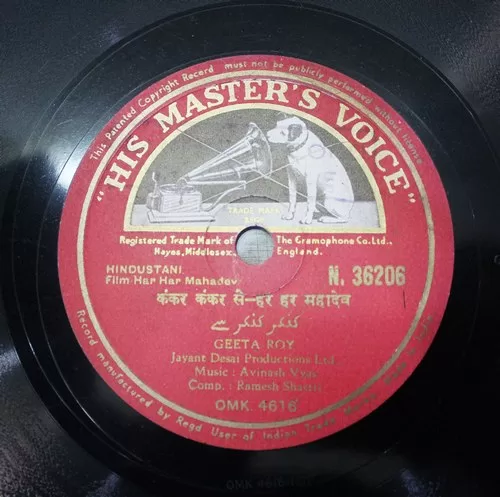 This Patented Copyright Record must not be publicly performed without license
"HIS MASTER'S VOICE"
TRADE MARK
Registered Trade Mark of The Gramophone Co., Ltd.,
Hayes, Middlesex. England.
HINDUSTANI
Film Har Har Mahadev
N. 36206
कंकर कंकर से-हर हर महादेव
کنکر کنکر سے
GEETA ROY
Jayant Desai Productions Ltd.
Music : Avinash Vyas
Comp. : Ramesh Shastri
OMK. 4616
Record manufactured by Regd User of Indian Trade Mark